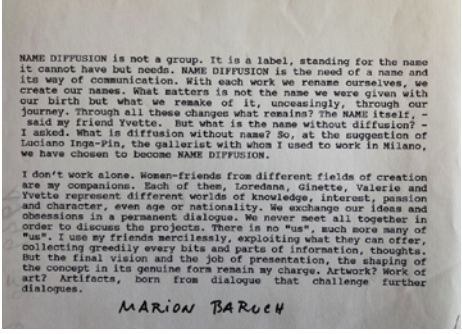 NAME DIFFUSION is not a group. It is a label, standing for the name
it cannot have but needs. NAME DIFFUSION is the need of a name and
its way of communication. With each work we rename ourselves, we
create our names. What matters is not the name we were given with
our birth but what we remake of it, unceasingly, through our
journey. Through all these changes what remains? The NAME itself, -
said my friend Yvette.  But what is the name without diffusion? -
I asked. What is diffusion without name? So, at the suggestion of
Luciano Inga-Pin, the gallerist with whom I used to work in Milano,
we have chosen to become NAME DIFFUSION.
I don't work alone. Women-friends from different fields of creation
are my companions. Each of them, Loredana, Ginette, Valerie and
Yvette represent different worlds of knowledge, interest, passion
and character, even age or nationality. We exchange our ideas and
obsessions in a permanent dialogue. We never meet all together in
order to discuss the projects. There is no "us", much more many of
"us". I use my friends mercilessly, exploiting what they can offer,
collecting greedily every bits and parts of information, thoughts.
But the final vision and the job of presentation, the shaping of
the concept in its genuine form remain my charge. Artwork? Work of
art? Artifacts, born from dialogue that challenge further
dialogues.
MARION BARUCH